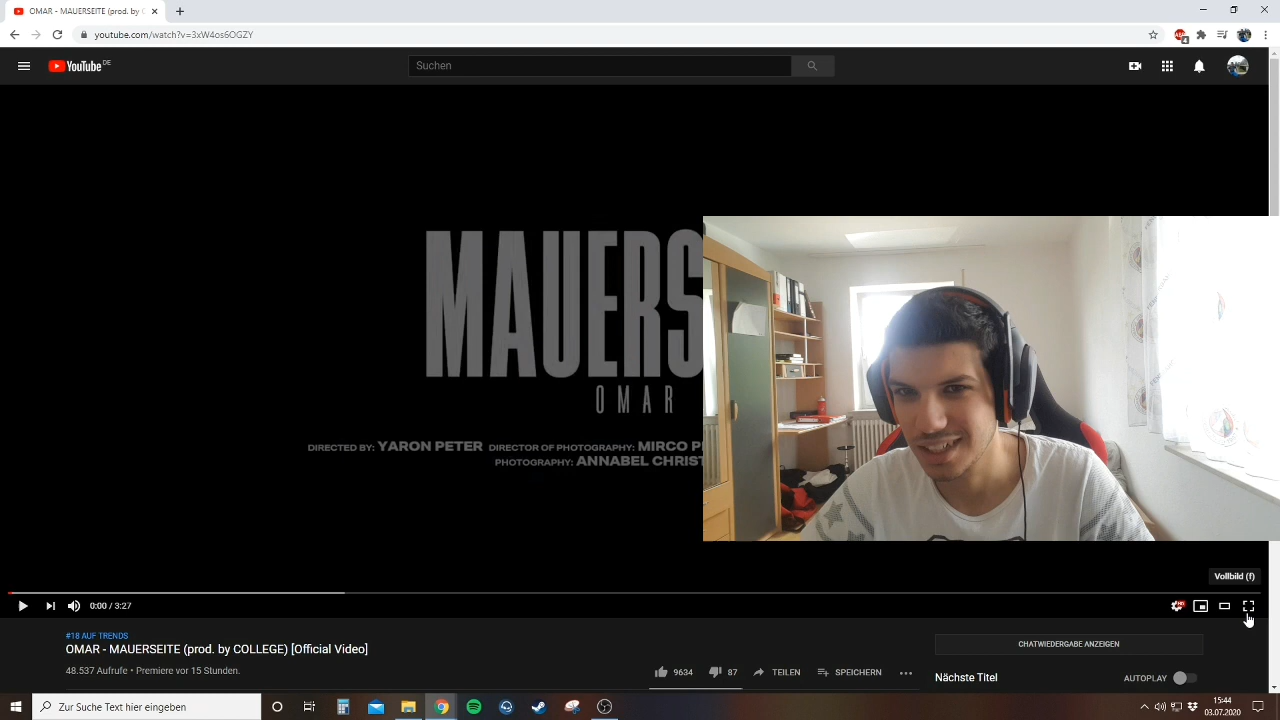 OMAR - MAUERSEITE (prod. by C
youtube.com/watch?v=3xW4os6OGZY
YouTube DE
Suchen
MAUERS
OMAR
DIRECTED BY: YARON PETER DIRECTOR OF PHOTOGRAPHY: MIRCO P
PHOTOGRAPHY: ANNABEL CHRIST
Vollbild (f)
0:00 / 3:27
HD
#18 AUF TRENDS
OMAR - MAUERSEITE (prod. by COLLEGE) [Official Video]
48.537 Aufrufe • Premiere vor 15 Stunden.
9634
87
TEILEN
SPEICHERN
CHATWIEDERGABE ANZEIGEN
Nächste Titel
AUTOPLAY
Zur Suche Text hier eingeben
15:44
03.07.2020